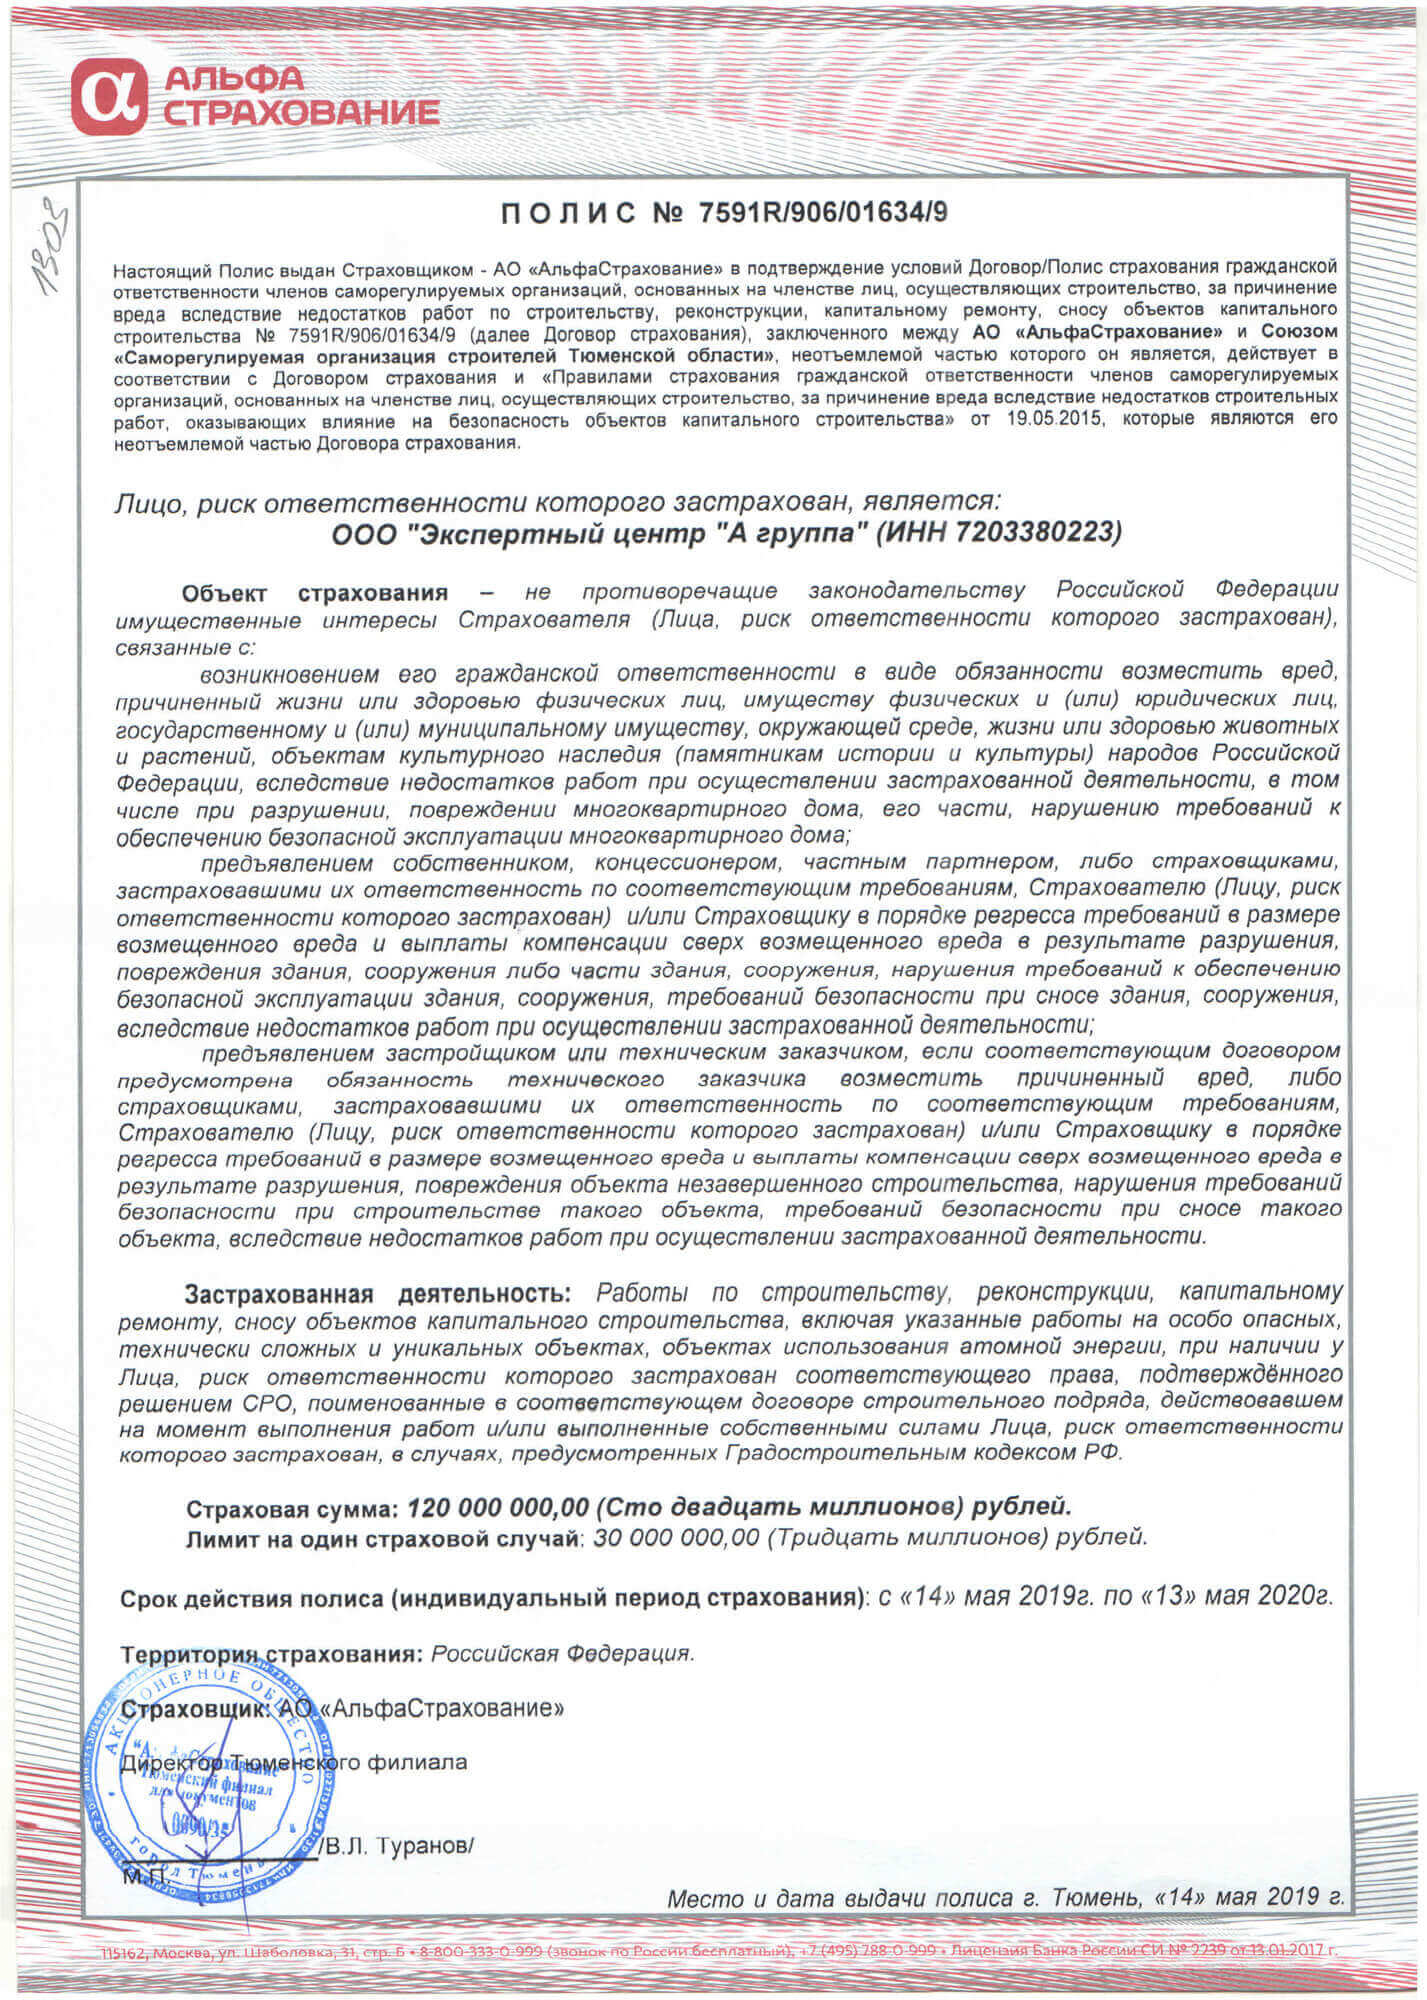 АЛЬФА
СТРАХОВАНИЕ
1303
ПОЛИС № 7591R/906/01634/9
Настоящий Полис выдан Страховщиком - АО «АльфаСтрахование» в подтверждение условий Договор/Полис страхования гражданской
ответственности членов саморегулируемых организаций, основанных на членстве лиц, осуществляющих строительство, за причинение
вреда вследствие недостатков работ по строительству, реконструкции, капитальному ремонту, сносу объектов капитального
строительства № 7591R/906/01634/9 (далее Договор страхования), заключенного между АО «АльфаСтрахование» и Союзом
«Саморегулируемая организация строителей Тюменской области», неотъемлемой частью которого он является, действует в
соответствии с Договором страхования и «Правилами страхования гражданской ответственности членов саморегулируемых
организаций, основанных на членстве лиц, осуществляющих строительство, за причинение вреда вследствие недостатков строительных
работ, оказывающих влияние на безопасность объектов капитального строительства» от 19.05.2015, которые являются его
неотъемлемой частью Договора страхования.
Лицо, риск ответственности которого застрахован, является:
ООО "Экспертный центр "А группа" (ИНН 7203380223)
Объект страхования – не противоречащие законодательству Российской Федерации
имущественные интересы Страхователя (Лица, риск ответственности которого застрахован),
связанные с:
возникновением его гражданской ответственности в виде обязанности возместить вред,
причиненный жизни или здоровью физических лиц, имуществу физических и (или) юридических лиц,
государственному и (или) муниципальному имуществу, окружающей среде, жизни или здоровью животных
и растений, объектам культурного наследия (памятникам истории и культуры) народов Российской
Федерации, вследствие недостатков работ при осуществлении застрахованной деятельности, в том
числе при разрушении, повреждении многоквартирного дома, его части, нарушению требований к
обеспечению безопасной эксплуатации многоквартирного дома;
предъявлением собственником, концессионером, частным партнером, либо страховщиками,
застраховавшими их ответственность по соответствующим требованиям, Страхователю (Лицу, риск
ответственности которого застрахован) и/или Страховщику в порядке регресса требований в размере
возмещенного вреда и выплаты компенсации сверх возмещенного вреда в результате разрушения,
повреждения здания, сооружения либо части здания, сооружения, нарушения требований к обеспечению
безопасной эксплуатации здания, сооружения, требований безопасности при сносе здания, сооружения,
вследствие недостатков работ при осуществлении застрахованной деятельности;
предъявлением застройщиком или техническим заказчиком, если соответствующим договором
предусмотрена обязанность технического заказчика возместить причиненный вред, либо
страховщиками, застраховавшими их ответственность по соответствующим требованиям,
Страхователю (Лицу, риск ответственности которого застрахован) и/или Страховщику в порядке
регресса требований в размере возмещенного вреда и выплаты компенсации сверх возмещенного вреда в
результате разрушения, повреждения объекта незавершенного строительства, нарушения требований
безопасности при строительстве такого объекта, требований безопасности при сносе такого
объекта, вследствие недостатков работ при осуществлении застрахованной деятельности.
Застрахованная деятельность: Работы по строительству, реконструкции, капитальному
ремонту, сносу объектов капитального строительства, включая указанные работы на особо опасных,
технически сложных и уникальных объектах, объектах использования атомной энергии, при наличии у
Лица, риск ответственности которого застрахован соответствующего права, подтверждённого
решением СРО, поименованные в соответствующем договоре строительного подряда, действовавшем
на момент выполнения работ и/или выполненные собственными силами Лица, риск ответственности
которого застрахован, в случаях, предусмотренных Градостроительным кодексом РФ.
Страховая сумма: 120 000 000,00 (Сто двадцать миллионов) рублей.
Лимит на один страховой случай: 30 000 000,00 (Тридцать миллионов) рублей.
Срок действия полиса (индивидуальный период страхования): с «14» мая 2019г. по «13» мая 2020г.
Территория страхования: Российская Федерация.
Страховщик: АО «АльфаСтрахование»
Директор Тюменского филиала
АКЦИОНЕРНОЕ ОБЩЕСТВО
Тюменский филиал
для документов
город Тюмень
/В.Л. Туранов/
М.П.
Место и дата выдачи полиса г. Тюмень, «14» мая 2019 г.
115162, Москва, ул. Шаболовка, 31, стр. Б • 8-800-333-0-999 (звонок по России бесплатный), +7 (495) 788-0-999 • Лицензия Банка России СИ № 2239 от 13.01.2017 г.